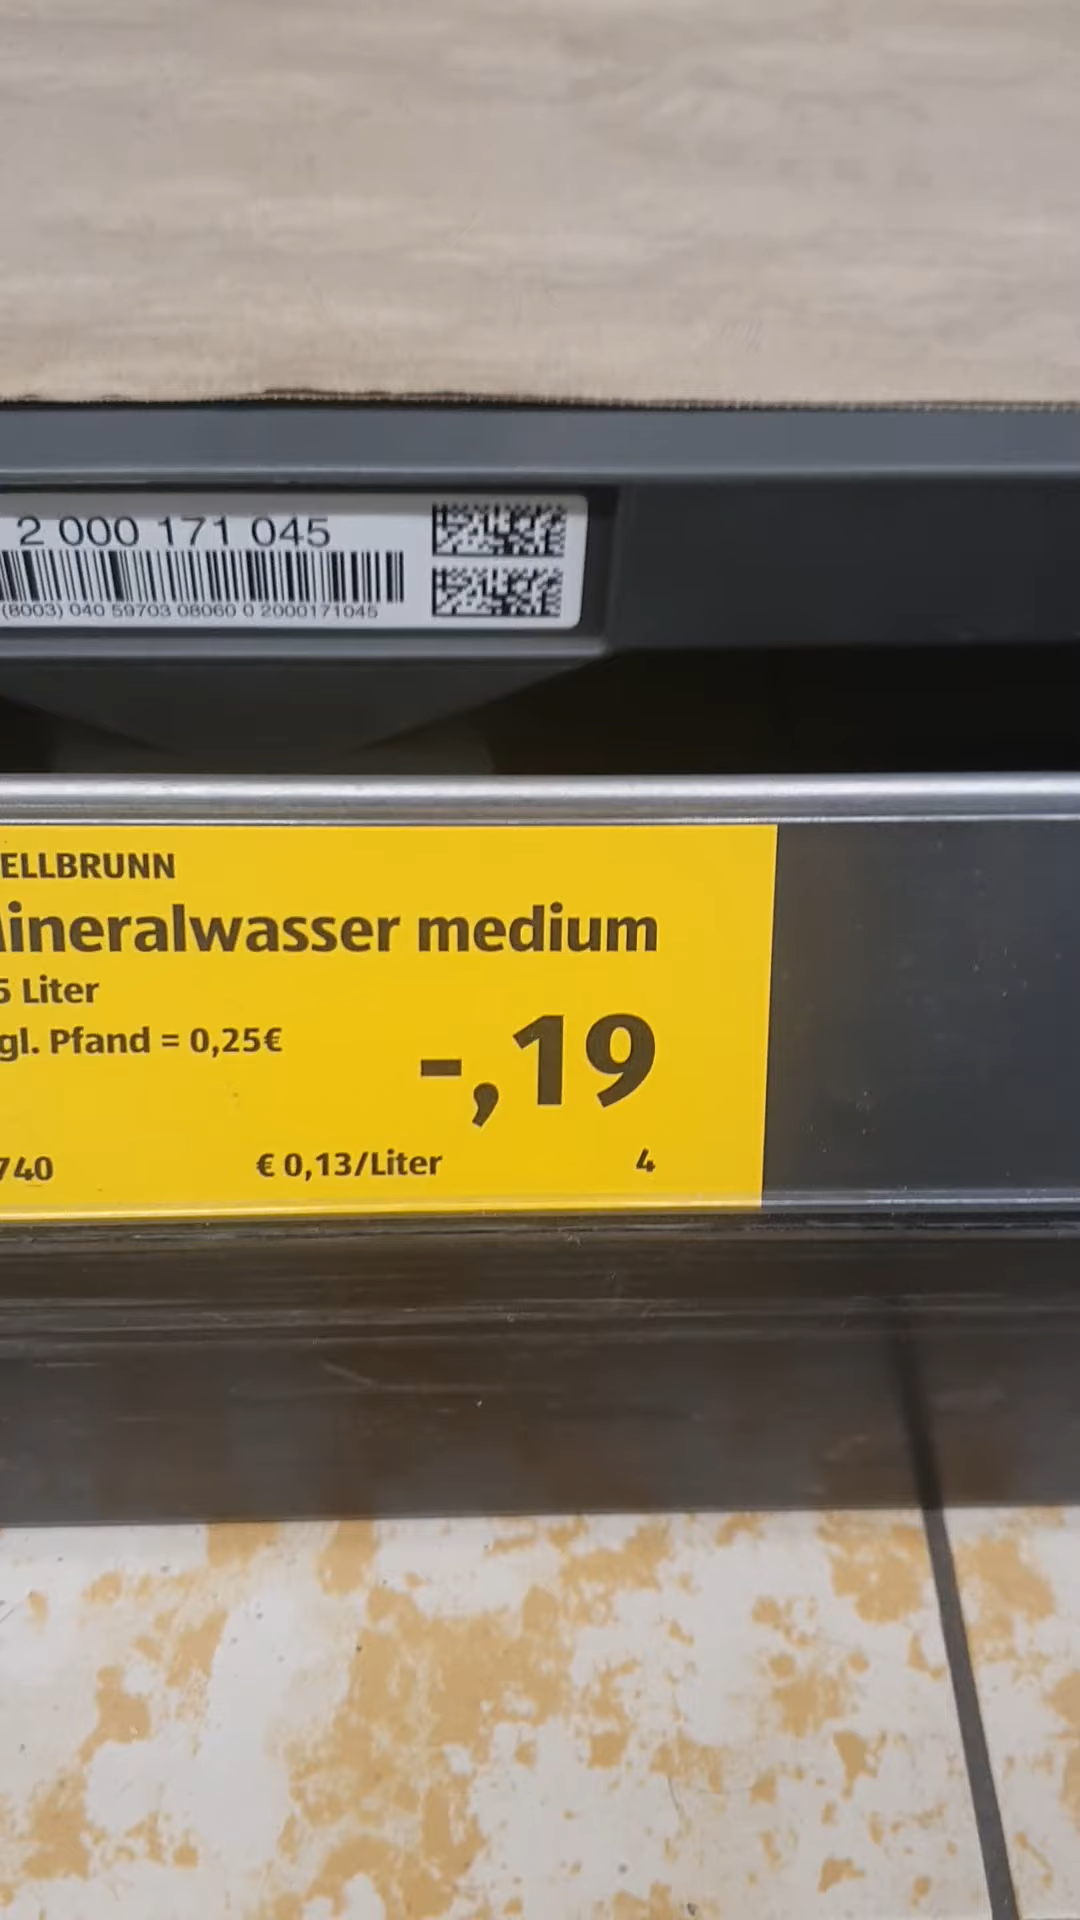 2 000 171 045
(8003) 040 59703 08060 0 2000171045
ELLBRUNN
ineralwasser medium
5 Liter
gl. Pfand = 0,25€
-,19
740 € 0,13/Liter 4